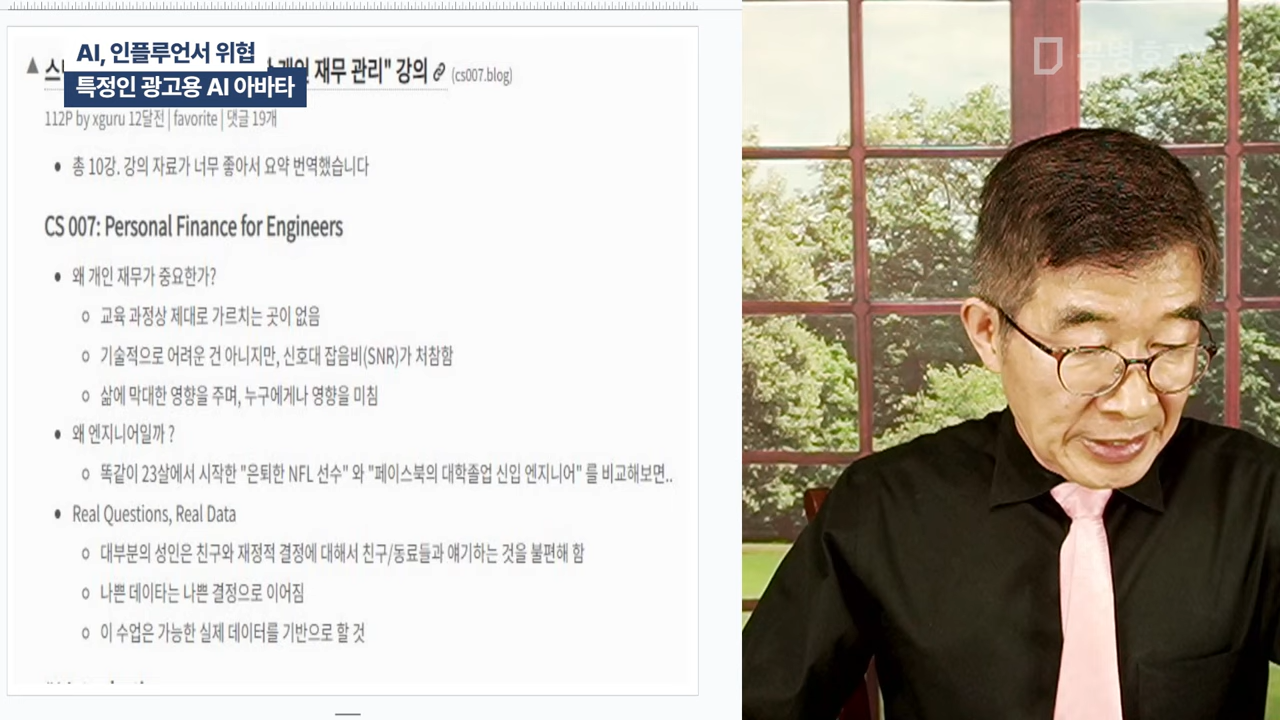 AI, 인플루언서 위협
특정인 광고용 AI 아바타
재무 관리" 강의 (cs007.blog)
112P by xguru 12달전 | favorite | 댓글 19개
• 총 10강. 강의 자료가 너무 좋아서 요약 번역했습니다
CS 007: Personal Finance for Engineers
• 왜 개인 재무가 중요한가?
○ 교육 과정상 제대로 가르치는 곳이 없음
○ 기술적으로 어려운 건 아니지만, 신호대 잡음비(SNR)가 처참함
○ 삶에 막대한 영향을 주며, 누구에게나 영향을 미침
• 왜 엔지니어일까 ?
○ 똑같이 23살에서 시작한 "은퇴한 NFL 선수" 와 "페이스북의 대학졸업 신입 엔지니어" 를 비교해보면..
• Real Questions, Real Data
○ 대부분의 성인은 친구와 재정적 결정에 대해서 친구/동료들과 얘기하는 것을 불편해 함
○ 나쁜 데이타는 나쁜 결정으로 이어짐
○ 이 수업은 가능한 실제 데이터를 기반으로 할 것